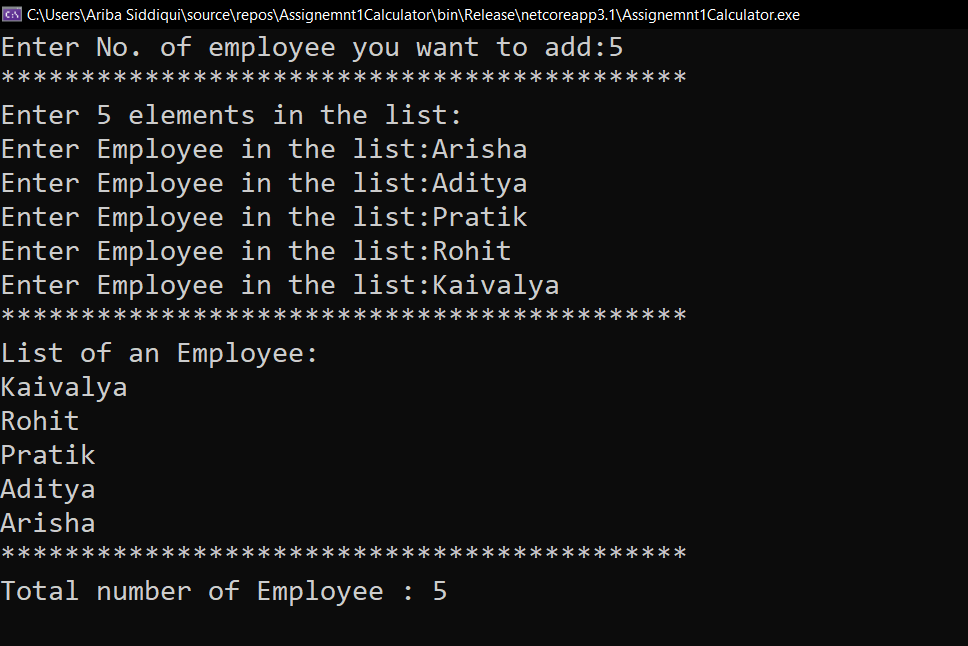 C:\Users\Ariba Siddiqui\source\repos\Assignemnt1Calculator\bin\Release\netcoreapp3.1\Assignemnt1Calculator.exe
Enter No. of employee you want to add:5
*******************************************
Enter 5 elements in the list:
Enter Employee in the list:Arisha
Enter Employee in the list:Aditya
Enter Employee in the list:Pratik
Enter Employee in the list:Rohit
Enter Employee in the list:Kaivalya
*******************************************
List of an Employee:
Kaivalya
Rohit
Pratik
Aditya
Arisha
*******************************************
Total number of Employee : 5